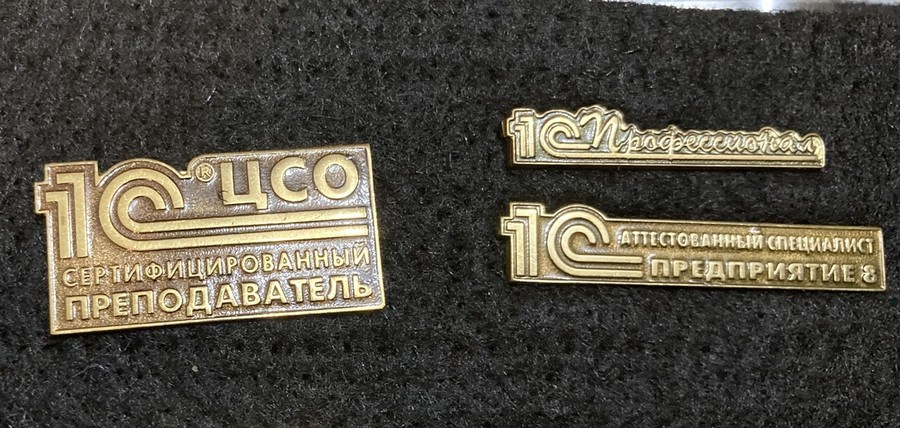 1С® ЦСО
СЕРТИФИЦИРОВАННЫЙ
ПРЕПОДАВАТЕЛЬ
1С Профессионал
1С АТТЕСТОВАННЫЙ СПЕЦИАЛИСТ
ПРЕДПРИЯТИЕ 8